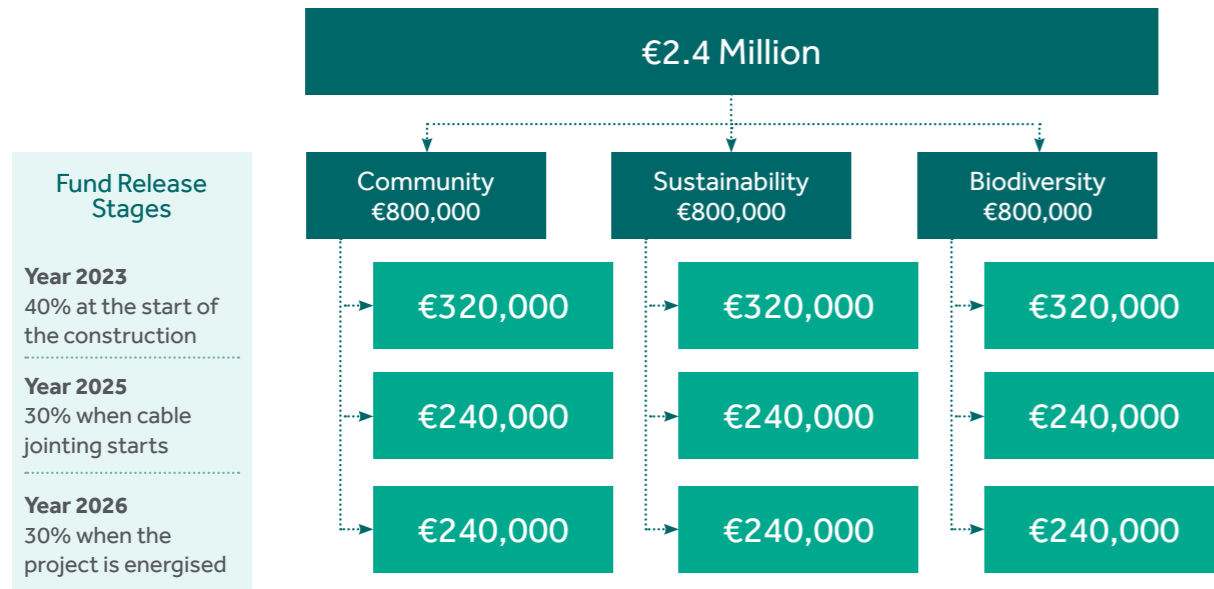 €2.4 Million
Fund Release
Stages
Community
€800,000
Sustainability
€800,000
Biodiversity
€800,000
Year 2023
40% at the start of
the construction
€320,000
€320,000
€320,000
Year 2025
30% when cable
jointing starts
€240,000
€240,000
€240,000
Year 2026
30% when the
project is energised
€240,000
€240,000
€240,000